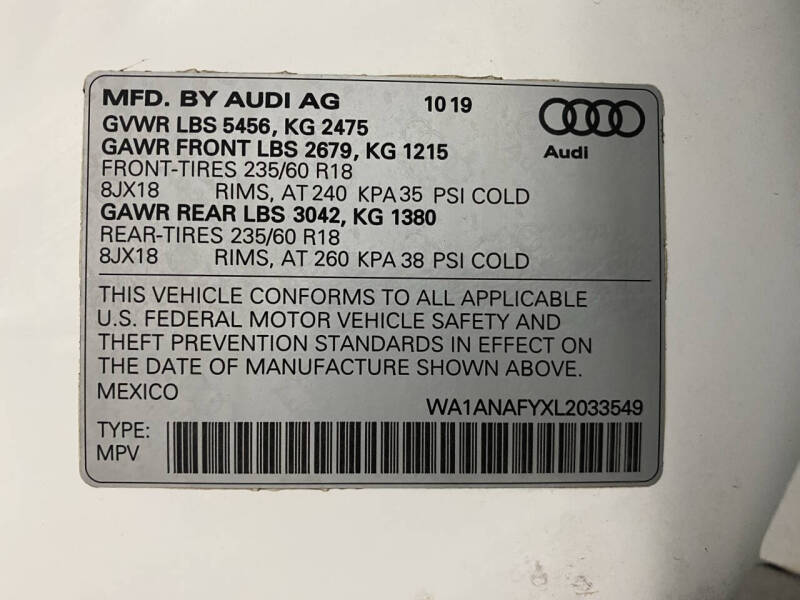 MFD. BY AUDI AG 10 19
GVWR LBS 5456, KG 2475
GAWR FRONT LBS 2679, KG 1215
FRONT-TIRES 235/60 R18
8JX18 RIMS, AT 240 KPA 35 PSI COLD
GAWR REAR LBS 3042, KG 1380
REAR-TIRES 235/60 R18
8JX18 RIMS, AT 260 KPA 38 PSI COLD
Audi
THIS VEHICLE CONFORMS TO ALL APPLICABLE
U.S. FEDERAL MOTOR VEHICLE SAFETY AND
THEFT PREVENTION STANDARDS IN EFFECT ON
THE DATE OF MANUFACTURE SHOWN ABOVE.
MEXICO
WA1ANAFYXL2033549
TYPE:
MPV